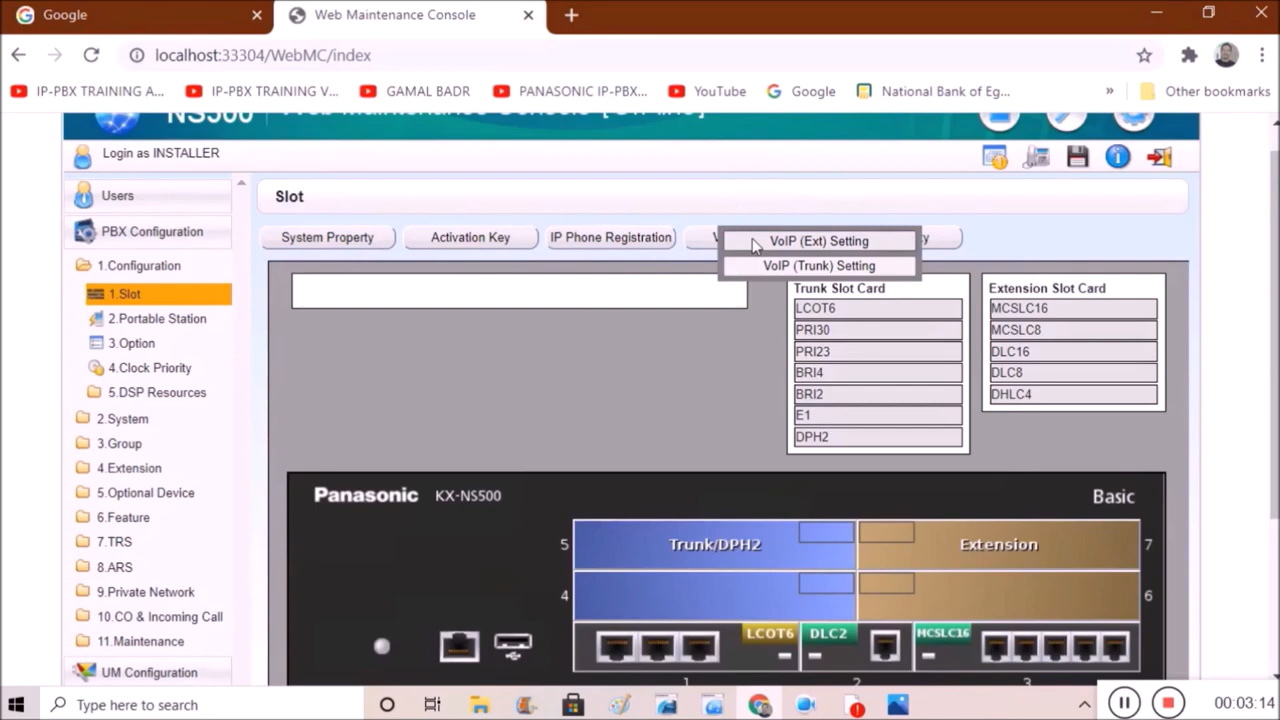 Google
Web Maintenance Console
localhost:33304/WebMC/index
IP-PBX TRAINING A...
IP-PBX TRAINING V...
GAMAL BADR
PANASONIC IP-PBX...
YouTube
Google
National Bank of Eg...
»
Other bookmarks
NS500
Login as INSTALLER
Users
PBX Configuration
1.Configuration
1.Slot
2.Portable Station
3.Option
4.Clock Priority
5.DSP Resources
2.System
3.Group
4.Extension
5.Optional Device
6.Feature
7.TRS
8.ARS
9.Private Network
10.CO & Incoming Call
11.Maintenance
UM Configuration
Slot
System Property
Activation Key
IP Phone Registration
VoIP (Ext) Setting
VoIP (Trunk) Setting
Trunk Slot Card
LCOT6
PRI30
PRI23
BRI4
BRI2
E1
DPH2
Extension Slot Card
MCSLC16
MCSLC8
DLC16
DLC8
DHLC4
Panasonic KX-NS500
Basic
5
Trunk/DPH2
Extension
7
4
6
LCOT6
DLC2
MCSLC16
1
2
3
Type here to search
00:03:14